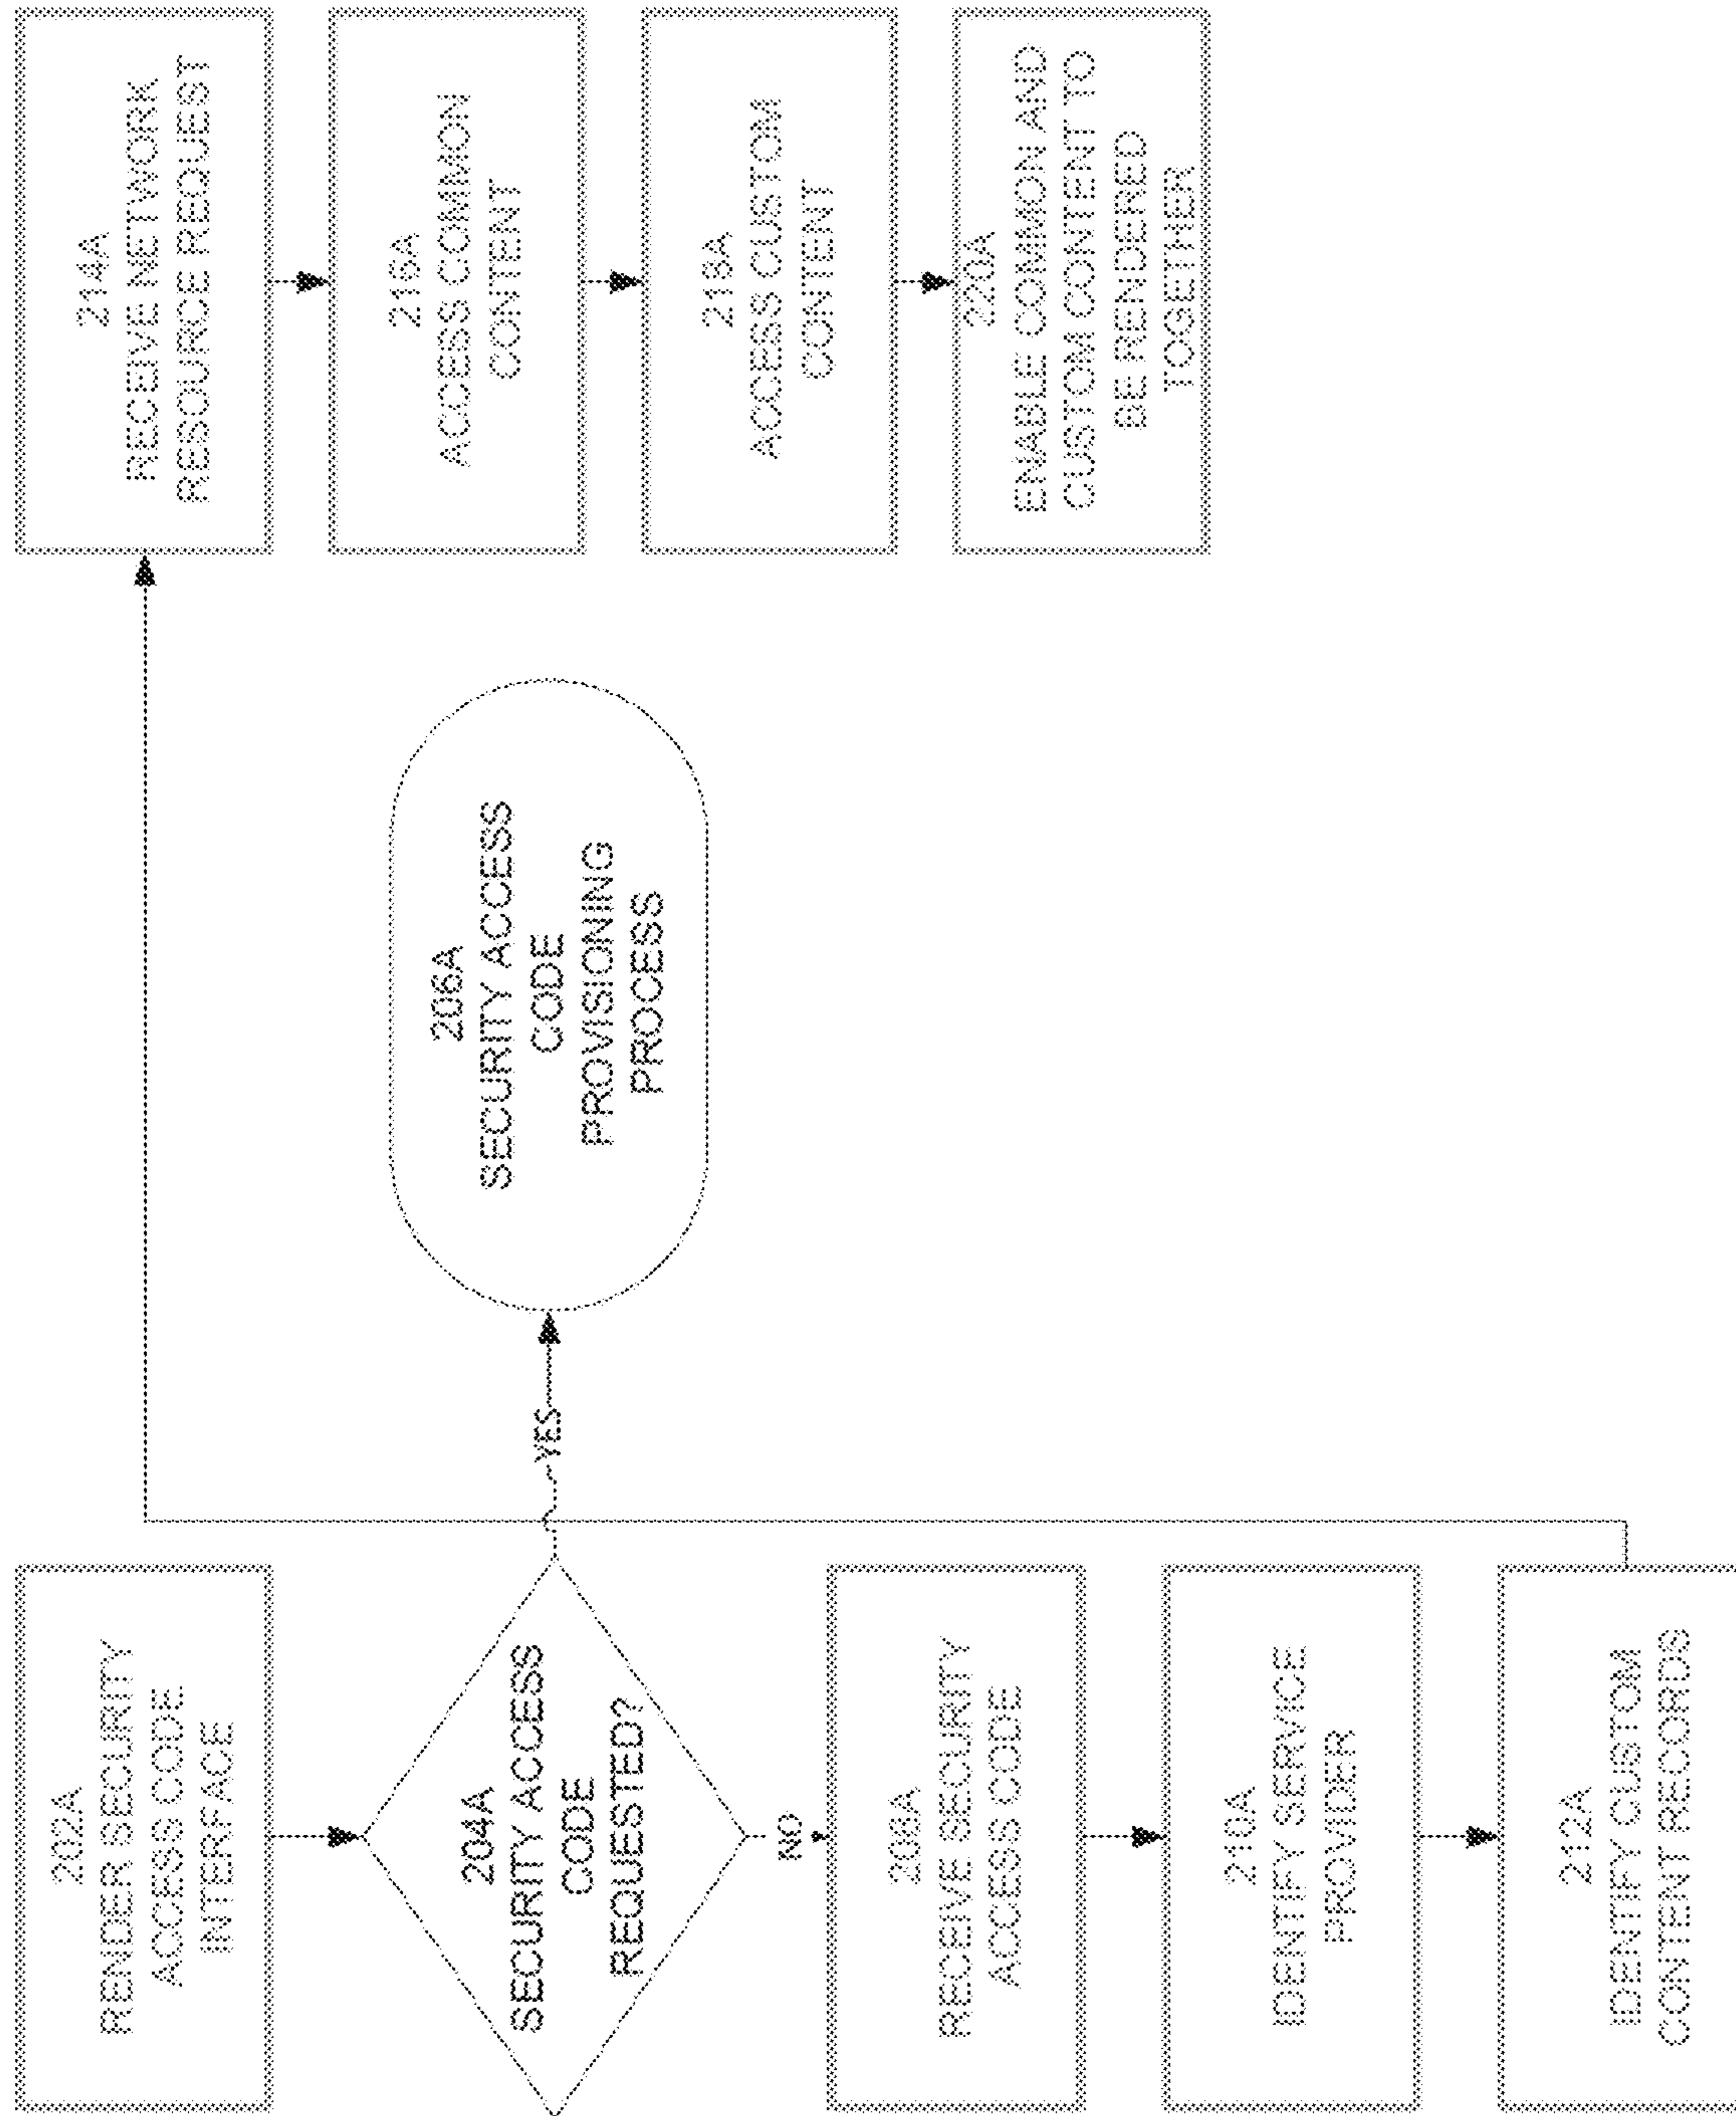 202A
RENDER SECURITY
ACCESS CODE
INTERFACE
204A
SECURITY ACCESS
CODE
REQUESTED?
YES
206A
SECURITY ACCESS
CODE
PROVISIONING
PROCESS
NO
208A
RECEIVE SECURITY
ACCESS CODE
210A
IDENTIFY SERVICE
PROVIDER
212A
IDENTIFY CUSTOM
CONTENT RECORDS
214A
RECEIVE NETWORK
RESOURCE REQUEST
216A
ACCESS COMMON
CONTENT
218A
ACCESS CUSTOM
CONTENT
220A
ENABLE COMMON AND
CUSTOM CONTENT TO
BE RENDERED
TOGETHER